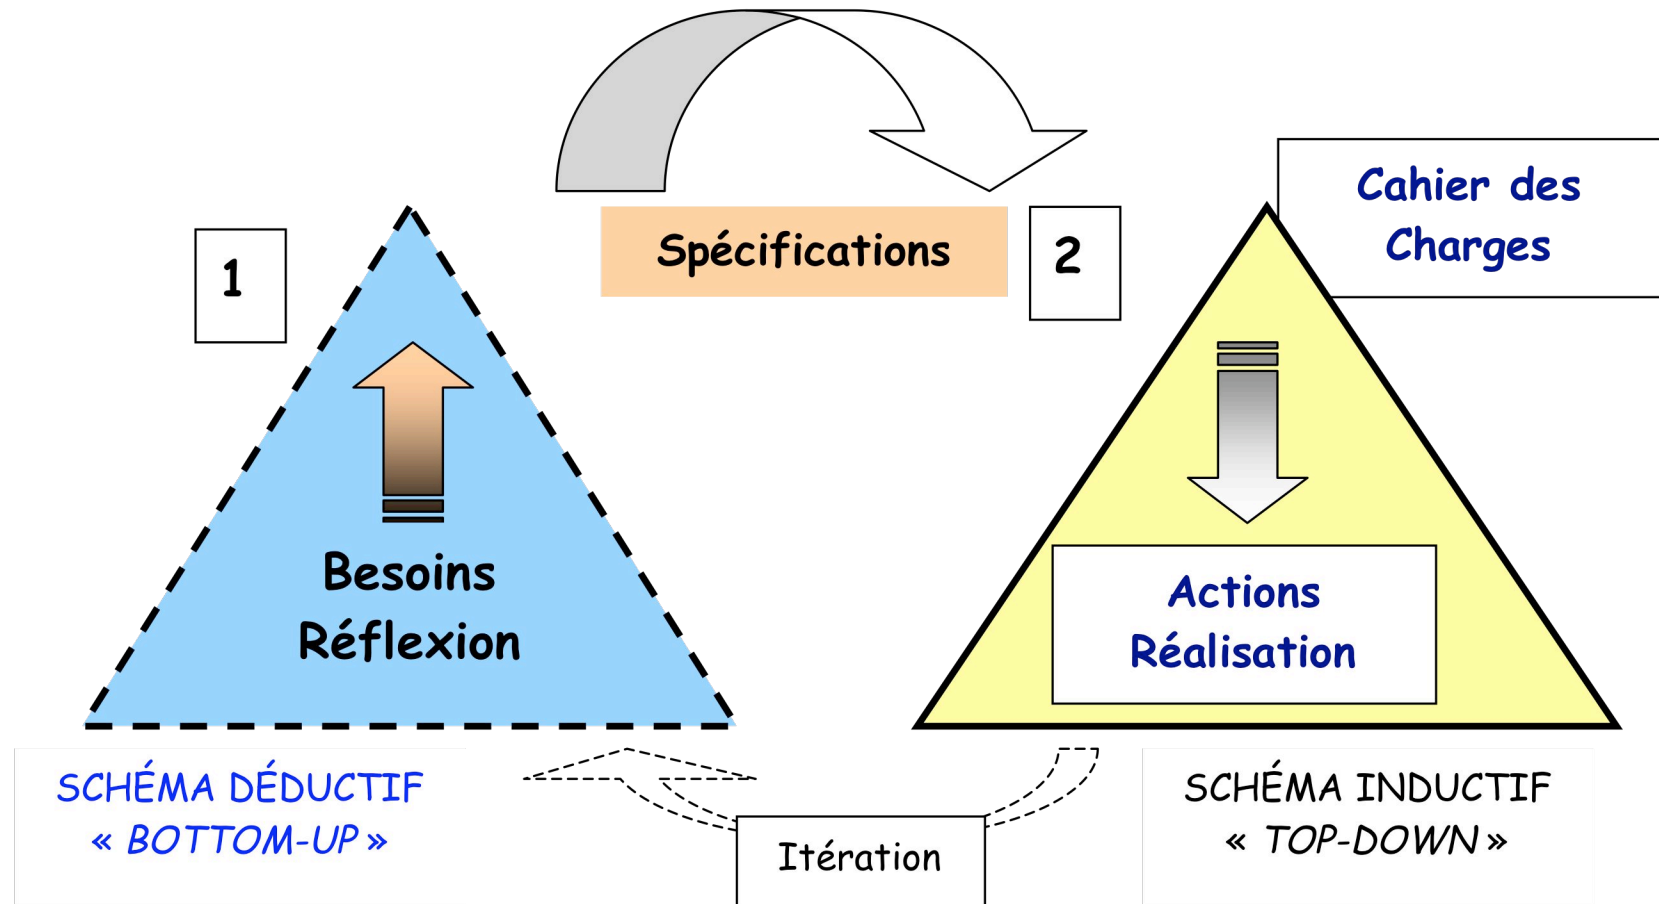 1
Spécifications
2
Cahier des
Charges
Besoins
Réflexion
Actions
Réalisation
SCHÉMA DÉDUCTIF
« BOTTOM-UP »
Itération
SCHÉMA INDUCTIF
« TOP-DOWN »